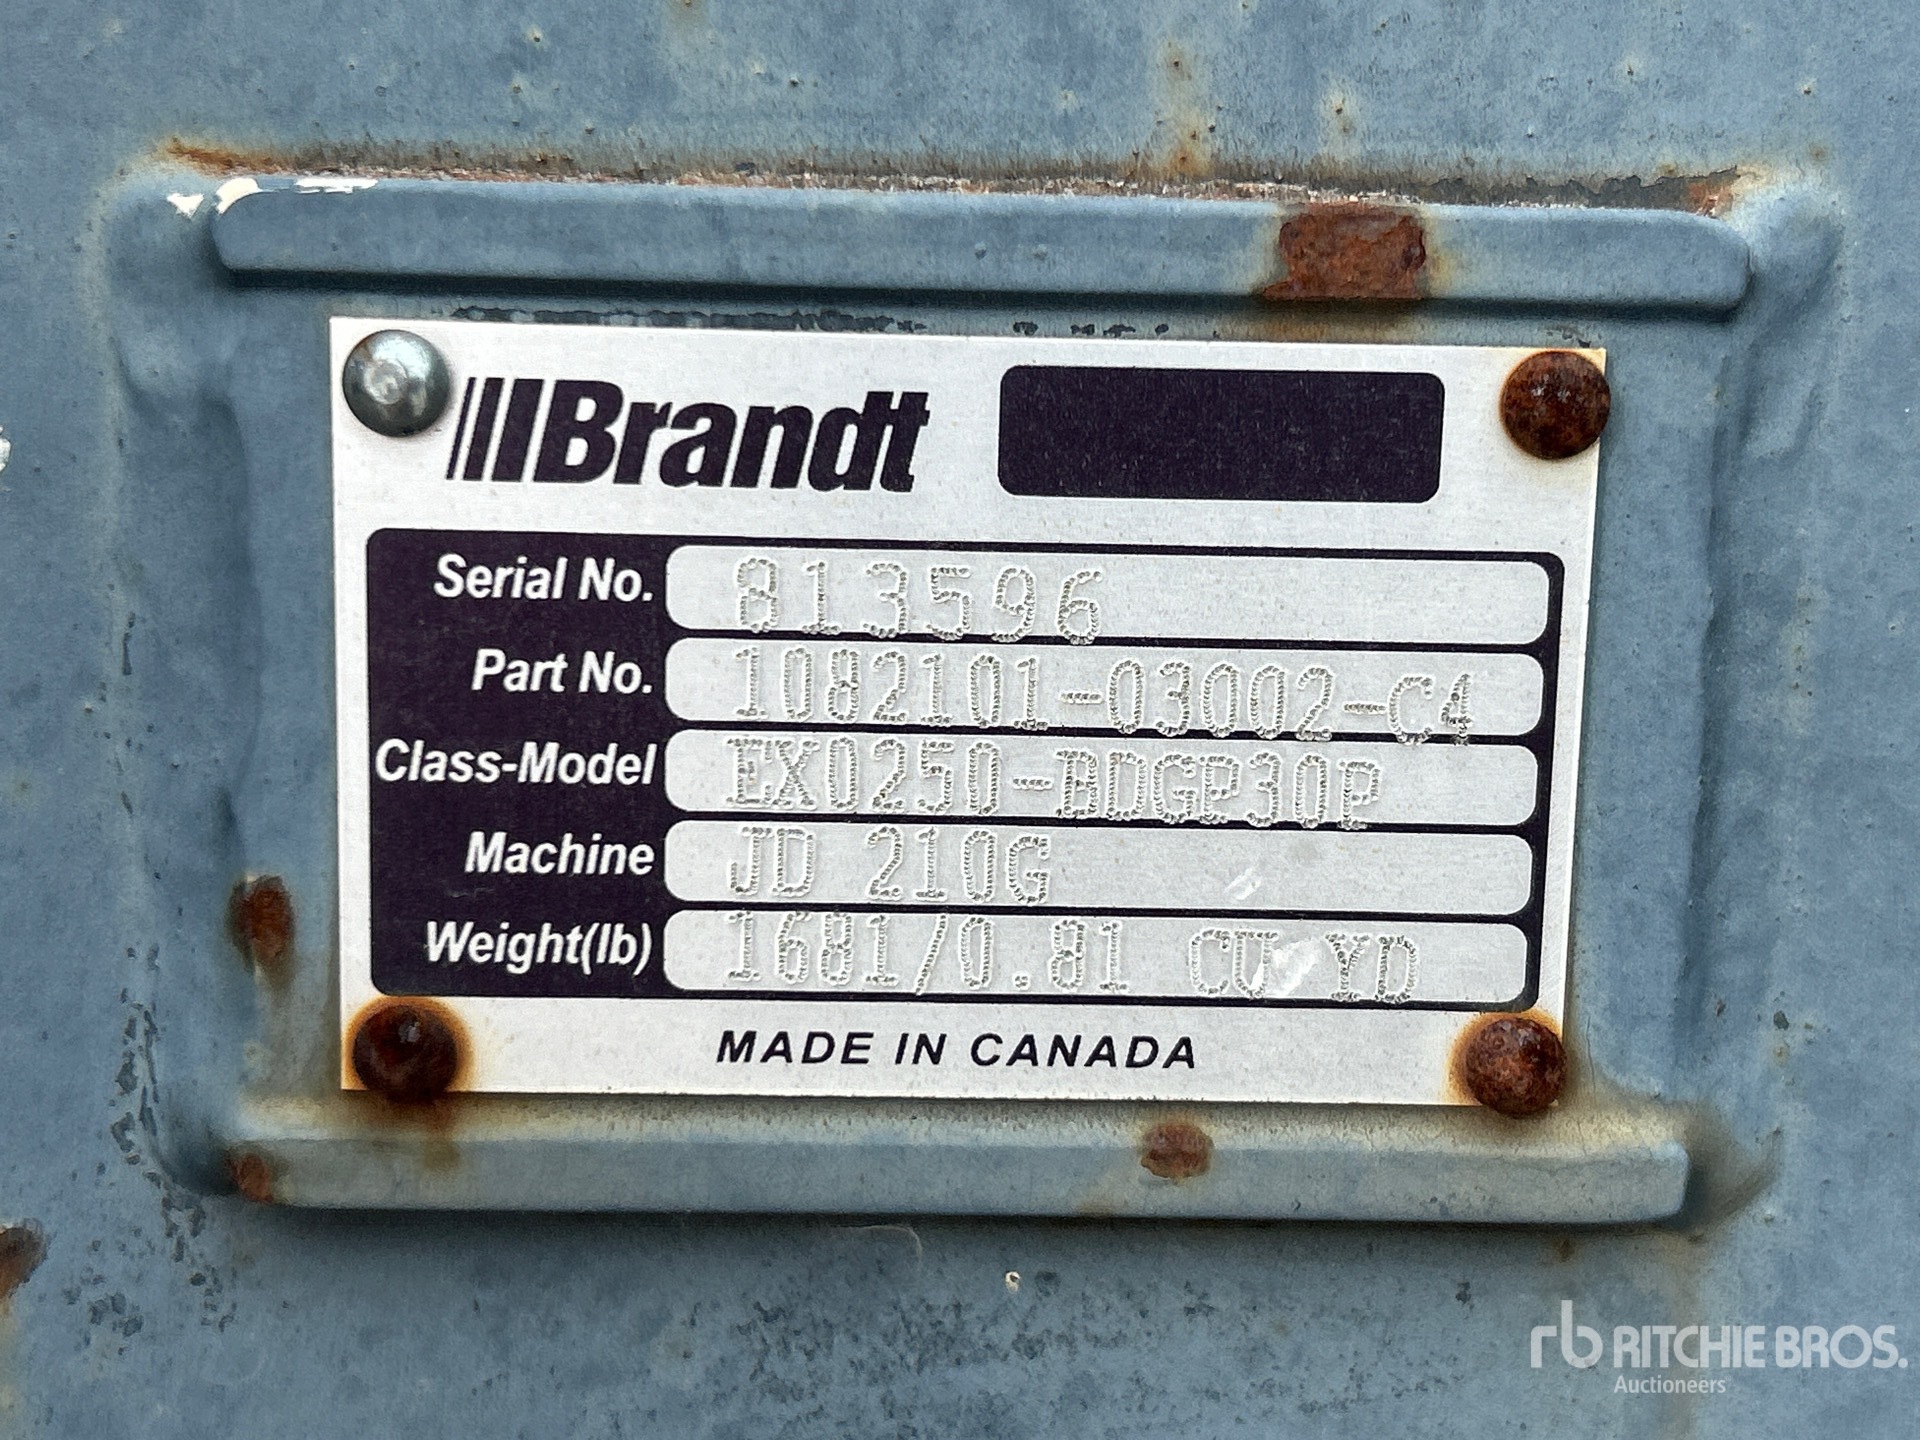 Brandt
Serial No. 813596
Part No. 1082101-03002-C4
Class-Model EX0250-BDGP30P
Machine JD 210G
Weight(lb) 1681/0.81 CU YD
MADE IN CANADA
rb RITCHIE BROS.
Auctioneers